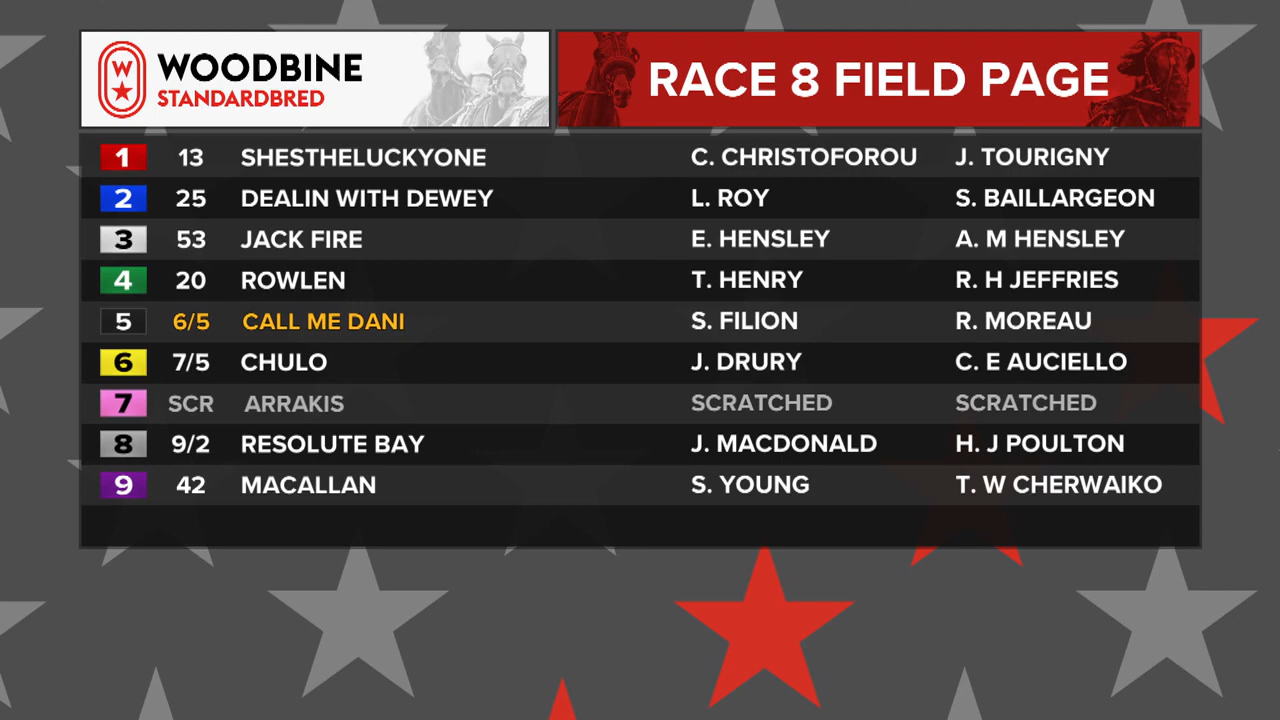 W
WOODBINE
STANDARDBRED
RACE 8 FIELD PAGE
1 13 SHESTHELUCKYONE C. CHRISTOFOROU J. TOURIGNY
2 25 DEALIN WITH DEWEY L. ROY S. BAILLARGEON
3 53 JACK FIRE E. HENSLEY A. M HENSLEY
4 20 ROWLEN T. HENRY R. H JEFFRIES
5 6/5 CALL ME DANI S. FILION R. MOREAU
6 7/5 CHULO J. DRURY C. E AUCIELLO
7 SCR ARRAKIS SCRATCHED SCRATCHED
8 9/2 RESOLUTE BAY J. MACDONALD H. J POULTON
9 42 MACALLAN S. YOUNG T. W CHERWAIKO